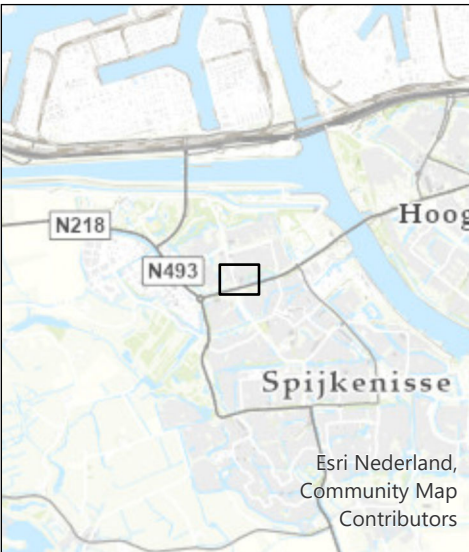 Hoog
N218
N493
Spijkenisse
Esri Nederland,
Community Map
Contributors